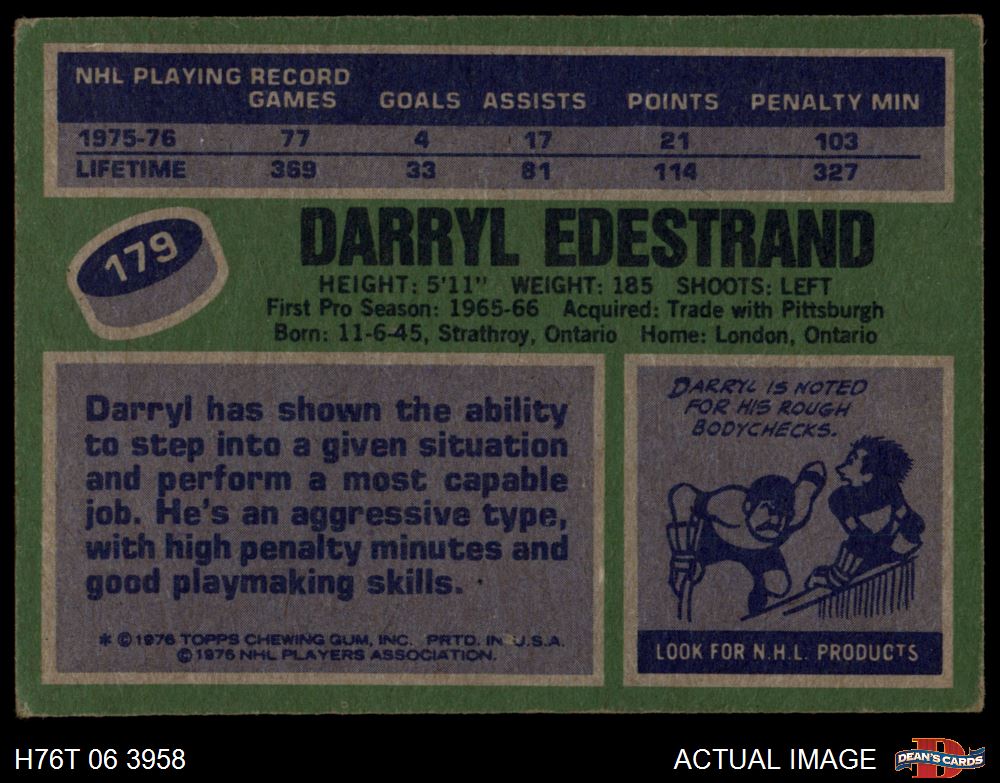 NHL PLAYING RECORD
GAMES GOALS ASSISTS POINTS PENALTY MIN
1975-76 77 4 17 21 103
LIFETIME 369 33 81 114 327
179
DARRYL EDESTRAND
HEIGHT: 5'11" WEIGHT: 185 SHOOTS: LEFT
First Pro Season: 1965-66 Acquired: Trade with Pittsburgh
Born: 11-6-45, Strathroy, Ontario Home: London, Ontario
Darryl has shown the ability
to step into a given situation
and perform a most capable
job. He's an aggressive type,
with high penalty minutes and
good playmaking skills.
* © 1976 TOPPS CHEWING GUM, INC. PRTD. IN U.S.A.
© 1976 NHL PLAYERS ASSOCIATION.
DARRYL IS NOTED
FOR HIS ROUGH
BODYCHECKS.
LOOK FOR N.H.L. PRODUCTS
H76T 06 3958
ACTUAL IMAGE
D
DEAN'S CARDS